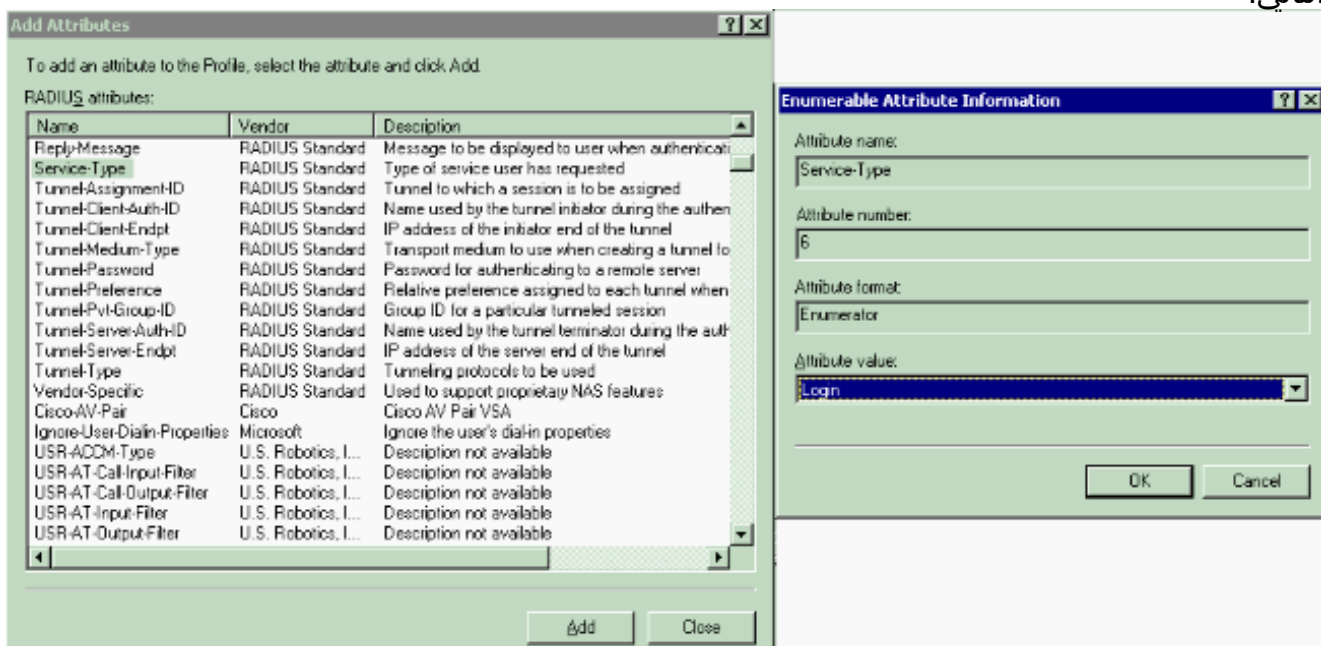 التالي:
Add Attributes
To add an attribute to the Profile, select the attribute and click Add.
RADIUS attributes:
Name Vendor Description
Reply-Message RADIUS Standard Message to be displayed to user when authenticati
Service-Type RADIUS Standard Type of service user has requested
Tunnel-Assignment-ID RADIUS Standard Tunnel to which a session is to be assigned
Tunnel-Client-Auth-ID RADIUS Standard Name used by the tunnel initiator during the authen
Tunnel-Client-Endpt RADIUS Standard IP address of the initiator end of the tunnel
Tunnel-Medium-Type RADIUS Standard Transport medium to use when creating a tunnel fo
Tunnel-Password RADIUS Standard Password for authenticating to a remote server
Tunnel-Preference RADIUS Standard Relative preference assigned to each tunnel when
Tunnel-Pvt-Group-ID RADIUS Standard Group ID for a particular tunneled session
Tunnel-Server-Auth-ID RADIUS Standard Name used by the tunnel terminator during the auth
Tunnel-Server-Endpt RADIUS Standard IP address of the server end of the tunnel
Tunnel-Type RADIUS Standard Tunneling protocols to be used
Vendor-Specific RADIUS Standard Used to support proprietary NAS features
Cisco-AV-Pair Cisco Cisco AV Pair VSA
Ignore-User-Dialin-Properties Microsoft Ignore the user's dial-in properties
USR-ACCM-Type U.S. Robotics, I... Description not available
USR-AT-Call-Input-Filter U.S. Robotics, I... Description not available
USR-AT-Call-Output-Filter U.S. Robotics, I... Description not available
USR-AT-Input-Filter U.S. Robotics, I... Description not available
USR-AT-Output-Filter U.S. Robotics, I... Description not available
Add Close
Enumerable Attribute Information
Attribute name:
Service-Type
Attribute number:
6
Attribute format:
Enumerator
Attribute value:
Login
OK Cancel